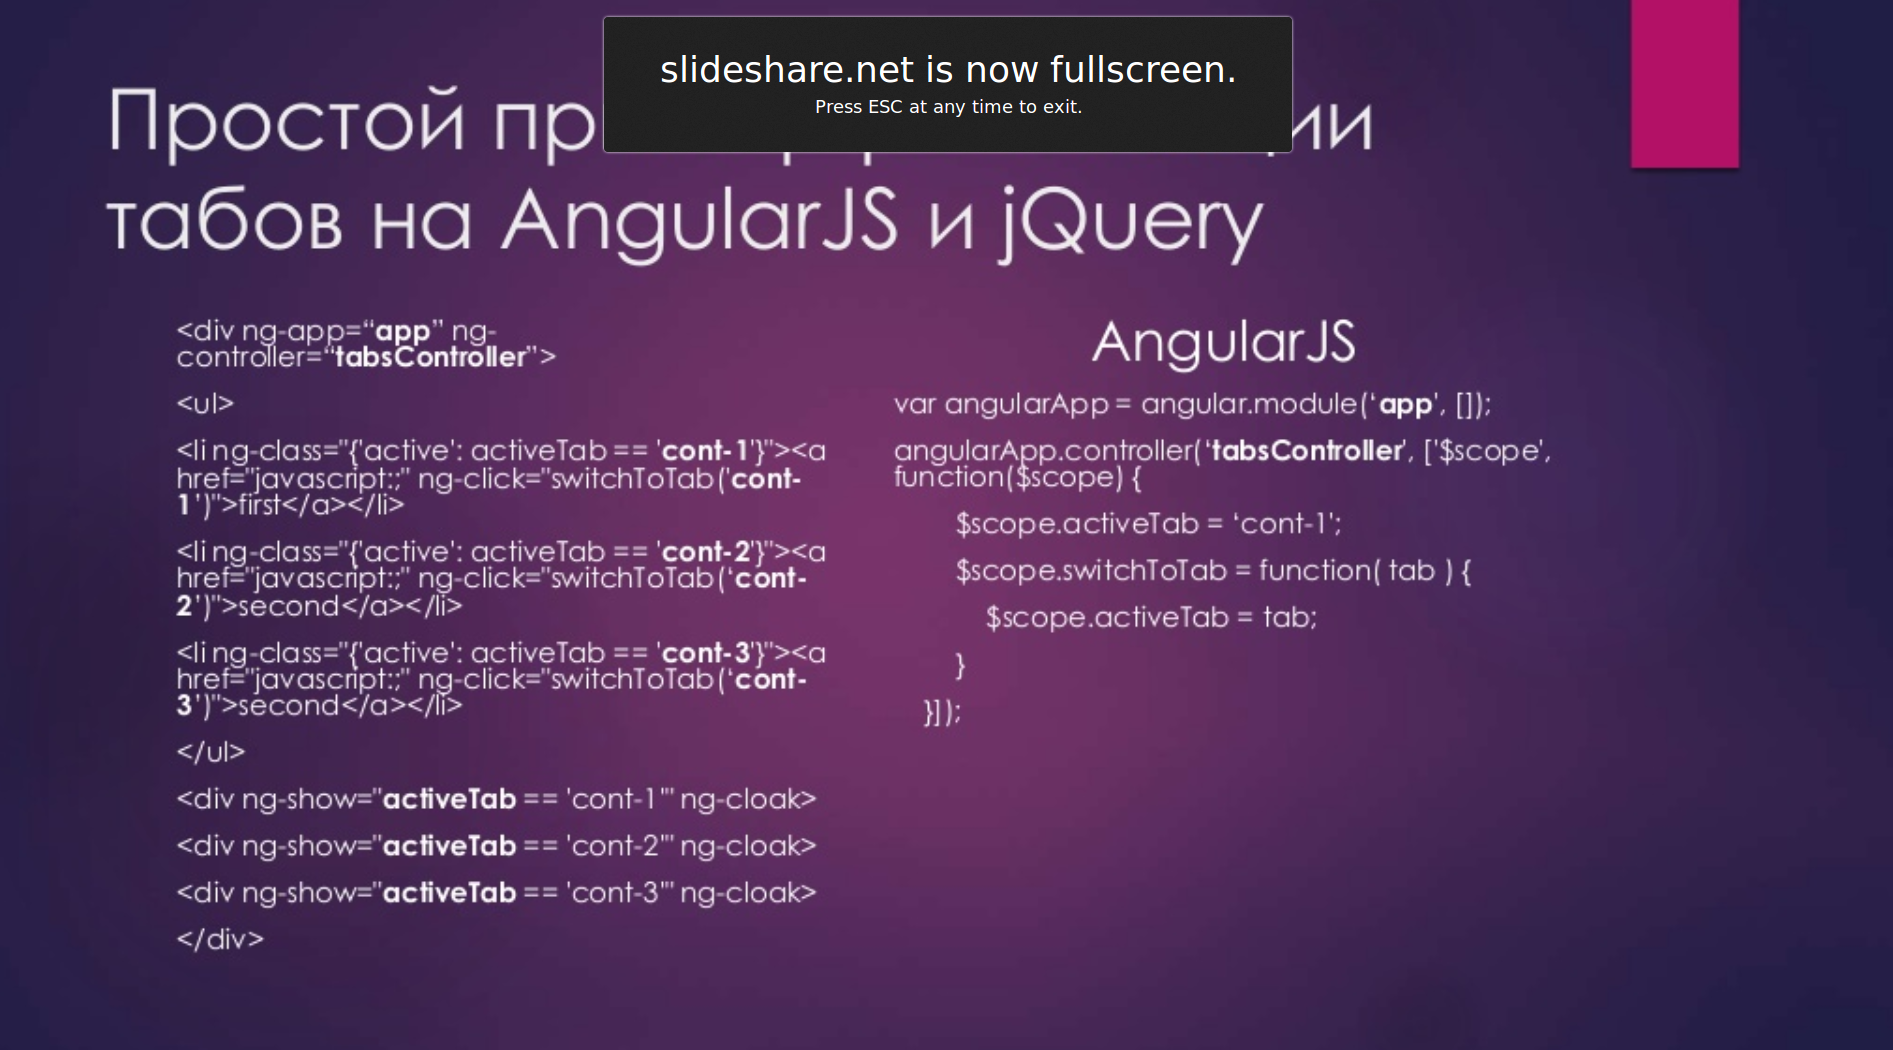 slideshare.net is now fullscreen.
Press ESC at any time to exit.
Простой
табов на AngularJS и jQuery
<div ng-app=“app” ng-
controller=“tabsController”>
<ul>
<li ng-class="{'active': activeTab == 'cont-1'}"><a
href="javascript:;" ng-click="switchToTab('cont-
1')">first</a></li>
<li ng-class="{'active': activeTab == 'cont-2'}"><a
href="javascript:;" ng-click="switchToTab(‘cont-
2’)">second</a></li>
<li ng-class="{'active': activeTab == 'cont-3'}"><a
href="javascript:;" ng-click="switchToTab(‘cont-
3’)">second</a></li>
</ul>
<div ng-show="activeTab == 'cont-1'" ng-cloak>
<div ng-show="activeTab == 'cont-2'" ng-cloak>
<div ng-show="activeTab == 'cont-3'" ng-cloak>
</div>
AngularJS
var angularApp = angular.module(‘app', []);
angularApp.controller(‘tabsController', ['$scope',
function($scope) {
$scope.activeTab = ‘cont-1';
$scope.switchToTab = function( tab ) {
$scope.activeTab = tab;
}
}]);